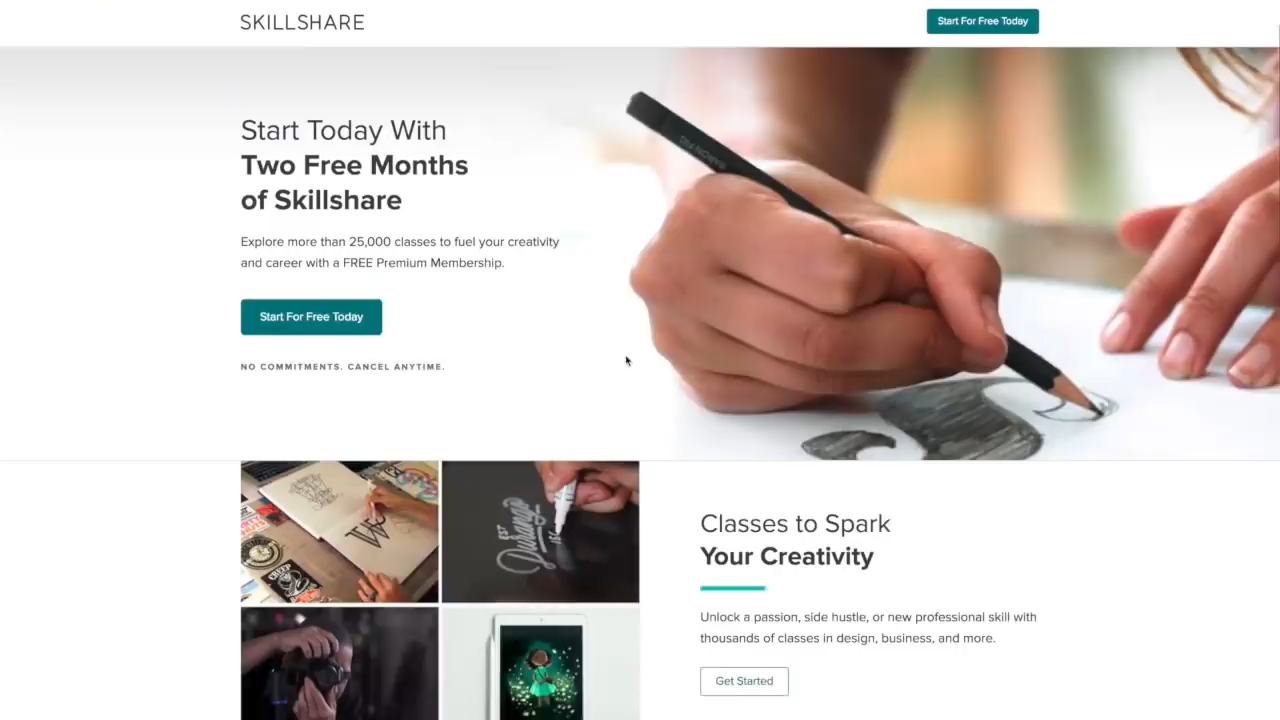 SKILLSHARE
Start For Free Today
Start Today With
Two Free Months
of Skillshare
Explore more than 25,000 classes to fuel your creativity
and career with a FREE Premium Membership.
Start For Free Today
NO COMMITMENTS. CANCEL ANYTIME.
EST
Durango
Classes to Spark
Your Creativity
Unlock a passion, side hustle, or new professional skill with
thousands of classes in design, business, and more.
Get Started